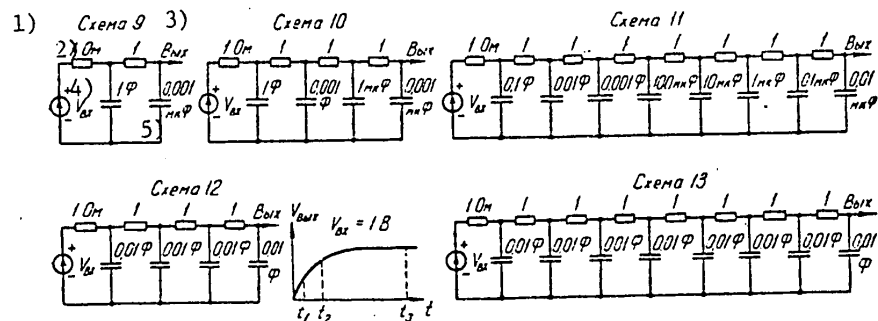 1)
3)
Схема 9
Схема 10
Схема 11
2)
1 Ом
1
Вых
1 Ом
1
1
1
Вых
1 Ом
1
1
1
1
1
1
1
Вых
4)
+
Vвх
-
1Ф
0,001
мкФ
5)
+
Vвх
-
1Ф
0,001
Ф
1мкФ
0,001
мкФ
+
Vвх
-
0,1Ф
0,01Ф
0,001Ф
100мкФ
10мкФ
1мкФ
0,1мкФ
0,01
мкФ
Схема 12
Схема 13
1 Ом
1
1
1
Вых
Vвых
Vвх = 1 В
1 Ом
1
1
1
1
1
1
1
Вых
+
Vвх
-
0,01Ф
0,01Ф
0,01Ф
0,01
Ф
t1
t2
t3
t
+
Vвх
-
0,01Ф
0,01Ф
0,01Ф
0,01Ф
0,01Ф
0,01Ф
0,01Ф
0,01
Ф